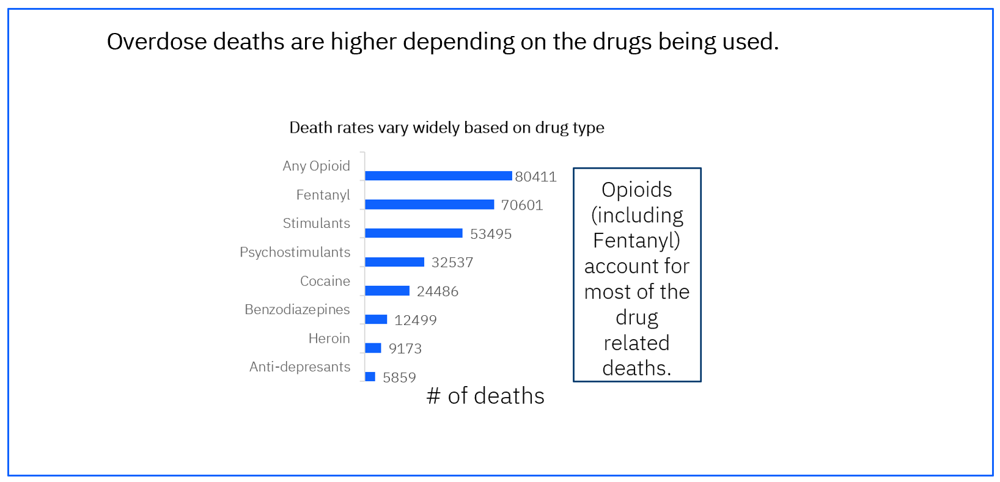 Overdose deaths are higher depending on the drugs being used.
Death rates vary widely based on drug type
Any Opioid
80411
Fentanyl
70601
Stimulants
53495
Psychostimulants
32537
Cocaine
24486
Benzodiazepines
12499
Heroin
9173
Anti-depresants
5859
# of deaths
Opioids
(including
Fentanyl)
account for
most of the
drug
related
deaths.